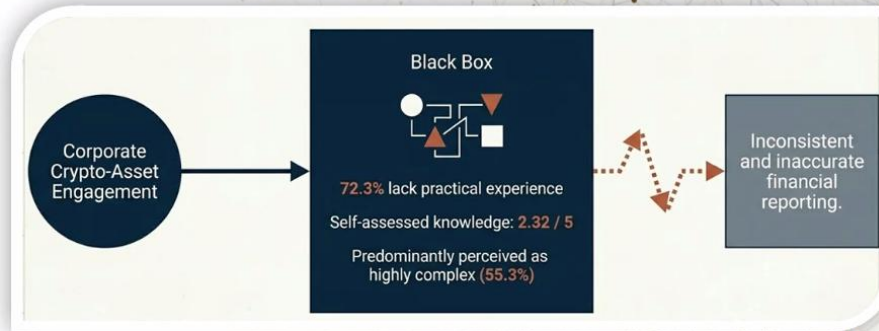 Corporate
Crypto-Asset
Engagement
Black Box
72.3% lack practical experience
Self-assessed knowledge: 2.32 / 5
Predominantly perceived as
highly complex (55.3%)
Inconsistent
and inaccurate
financial
reporting.